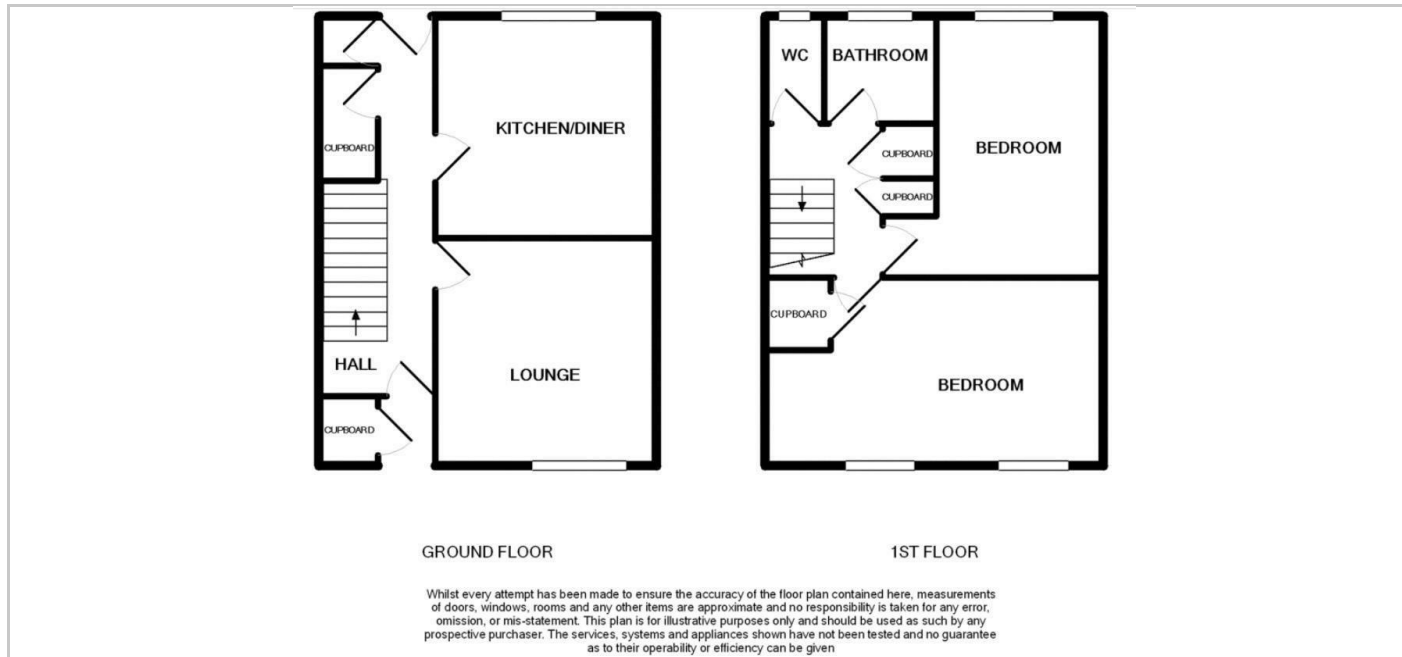 KITCHEN/DINER
CUPBOARD
HALL
LOUNGE
CUPBOARD
WC
BATHROOM
BEDROOM
CUPBOARD
CUPBOARD
CUPBOARD
BEDROOM
GROUND FLOOR
1ST FLOOR
Whilst every attempt has been made to ensure the accuracy of the floor plan contained here, measurements
of doors, windows, rooms and any other items are approximate and no responsibility is taken for any error,
omission, or mis-statement. This plan is for illustrative purposes only and should be used as such by any
prospective purchaser. The services, systems and appliances shown have not been tested and no guarantee
as to their operability or efficiency can be given